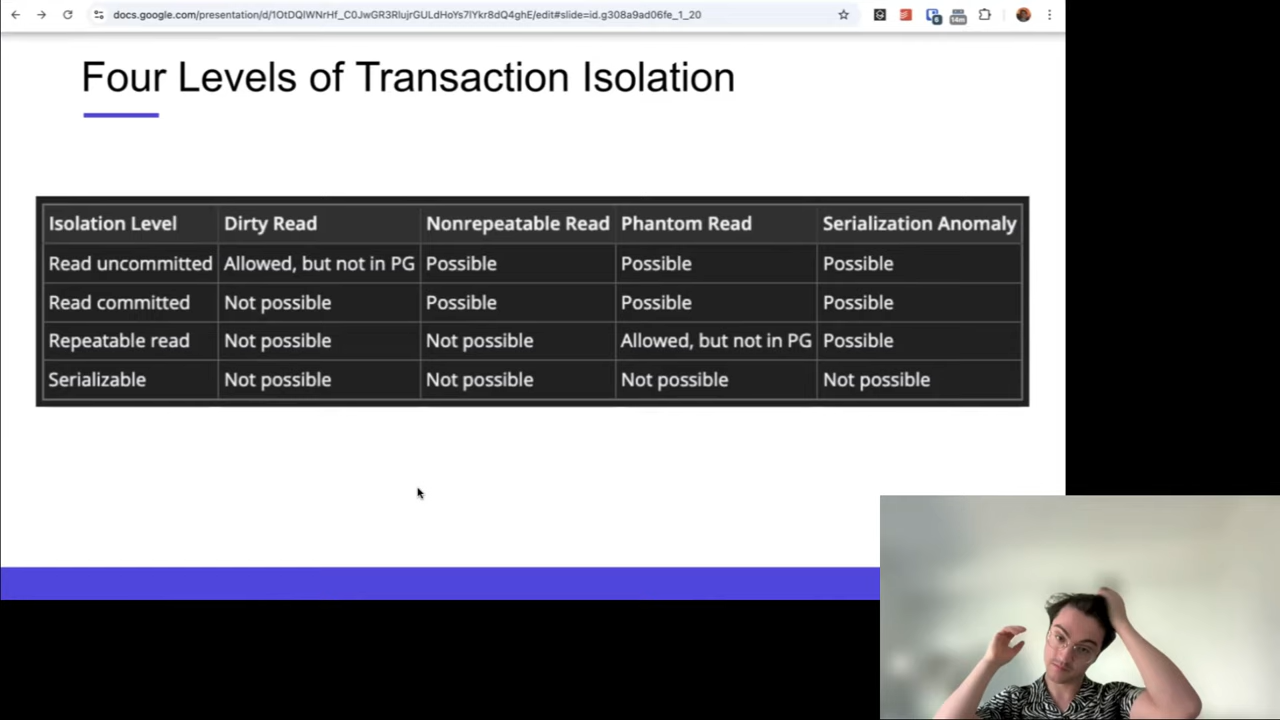 docs.google.com/presentation/d/1OtDQlWNrHf_C0JwGR3RlujrGULdHoYs7lYkr8dQ4ghE/edit#slide=id.g308a9ad06fe_1_20
6
14m
Four Levels of Transaction Isolation
Isolation Level Dirty Read Nonrepeatable Read Phantom Read Serialization Anomaly
Read uncommitted Allowed, but not in PG Possible Possible Possible
Read committed Not possible Possible Possible Possible
Repeatable read Not possible Not possible Allowed, but not in PG Possible
Serializable Not possible Not possible Not possible Not possible